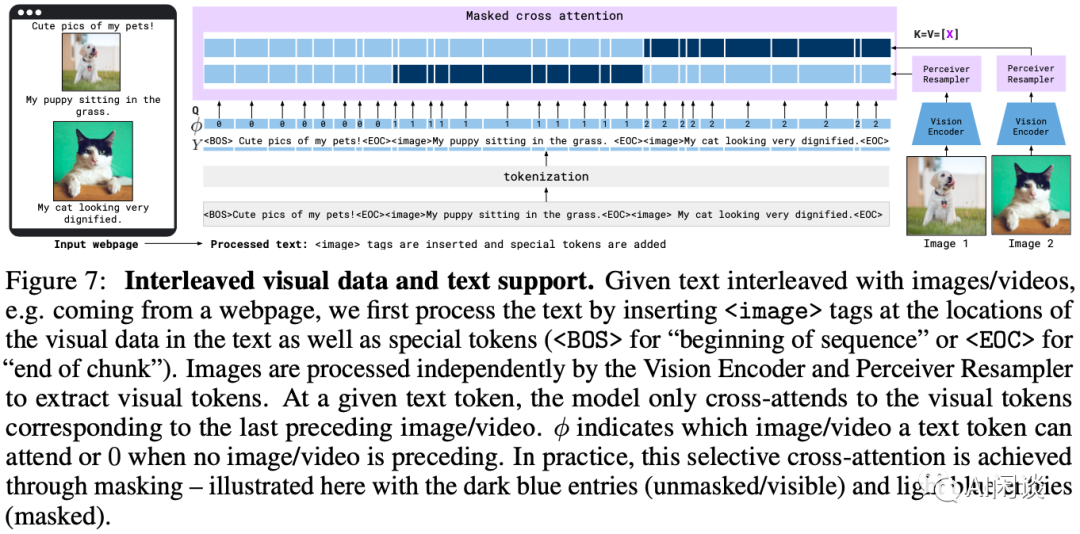 Cute pics of my pets!
My puppy sitting in the
grass.
My cat looking very
dignified.
Input webpage
Masked cross attention
K=V=[X]
Perceiver
Resampler
Perceiver
Resampler
Vision
Encoder
Vision
Encoder
Image 1
Image 2
Q
ϕ
0 0 0 0 0 0 0 0 1 1 1 1 1 1 1 1 1 1 1 2 2 2 2 2 2 2 2 2 2
Y
<BOS> Cute pics of my pets!<EOC><image>My puppy sitting in the grass. <EOC><image>My cat looking very dignified.<EOC>
tokenization
<BOS>Cute pics of my pets!<EOC><image>My puppy sitting in the grass.<EOC><image> My cat looking very dignified.<EOC>
Processed text: <image> tags are inserted and special tokens are added
Figure 7: Interleaved visual data and text support. Given text interleaved with images/videos,
e.g. coming from a webpage, we first process the text by inserting <image> tags at the locations of
the visual data in the text as well as special tokens (<BOS> for “beginning of sequence” or <EOC> for
“end of chunk”). Images are processed independently by the Vision Encoder and Perceiver Resampler
to extract visual tokens. At a given text token, the model only cross-attends to the visual tokens
corresponding to the last preceding image/video. ϕ indicates which image/video a text token can
attend or 0 when no image/video is preceding. In practice, this selective cross-attention is achieved
through masking – illustrated here with the dark blue entries (unmasked/visible) and light blue entries
(masked).
AI闲谈